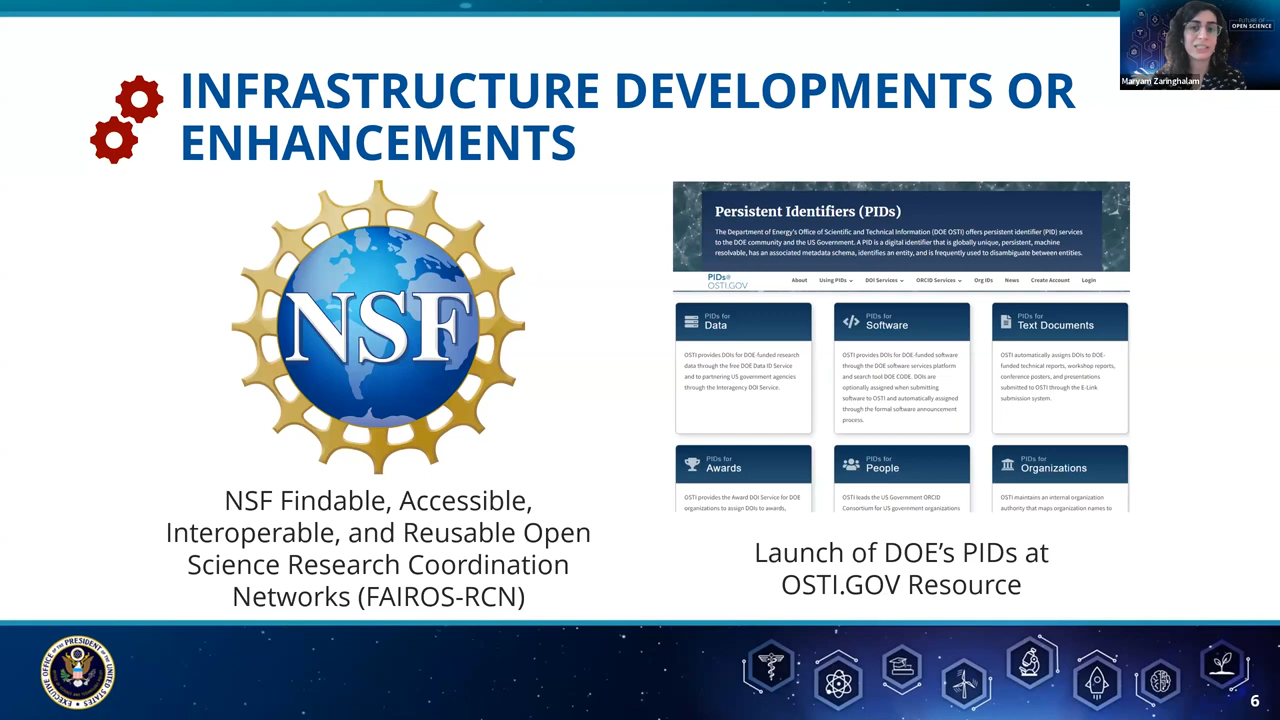 FUTURE OF
OPEN SCIENCE
Maryam Zaringhalam
INFRASTRUCTURE DEVELOPMENTS OR
ENHANCEMENTS
NSF
NSF Findable, Accessible,
Interoperable, and Reusable Open
Science Research Coordination
Networks (FAIROS-RCN)
Persistent Identifiers (PIDs)
The Department of Energy's Office of Scientific and Technical Information (DOE OSTI) offers persistent identifier (PID) services
to the DOE community and the US Government. A PID is a digital identifier that is globally unique, persistent, machine
resolvable, has an associated metadata schema, identifies an entity, and is frequently used to disambiguate between entities.
PIDs@
OSTI.GOV
About Using PIDs DOI Services ORCID Services Org IDs News Create Account Login
PIDs for
Data
OSTI provides DOIs for DOE-funded research
data through the free DOE Data ID Service
and to partnering US government agencies
through the Interagency DOI Service.
PIDs for
Software
OSTI provides DOIs for DOE-funded software
through the DOE software services platform
and search tool DOE CODE. DOIs are
optionally assigned when submitting
software to OSTI and automatically assigned
through the formal software announcement
process.
PIDs for
Text Documents
OSTI automatically assigns DOIs to DOE-
funded technical reports, workshop reports,
conference posters, and presentations
submitted to OSTI through the E-Link
submission system.
PIDs for
Awards
OSTI provides the Award DOI Service for DOE
organizations to assign DOIs to awards,
PIDs for
People
OSTI leads the US Government ORCID
Consortium for US government organizations
PIDs for
Organizations
OSTI maintains an internal organization
authority that maps organization names to
Launch of DOE’s PIDs at
OSTI.GOV Resource
EXECUTIVE OFFICE OF THE PRESIDENT OF THE UNITED STATES
6